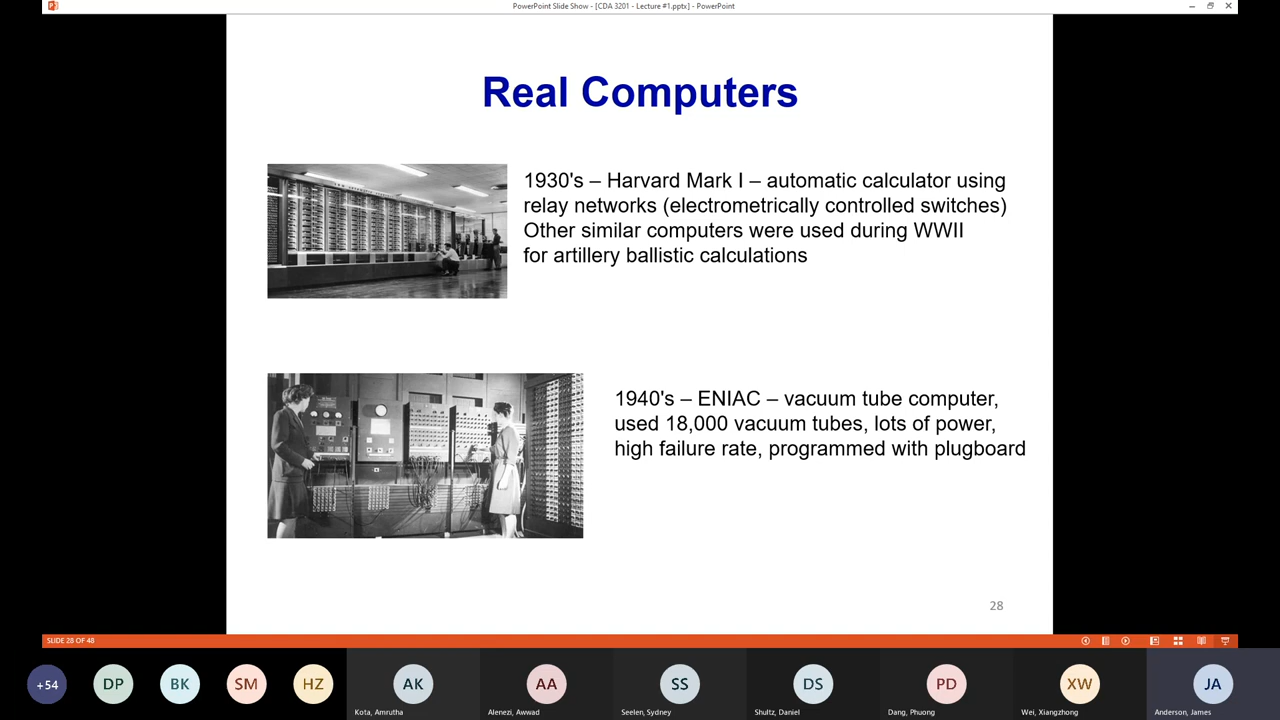 PowerPoint Slide Show - [CDA 3201 - Lecture #1.pptx] - PowerPoint
Real Computers
1930's – Harvard Mark I – automatic calculator using
relay networks (electrometrically controlled switches)
Other similar computers were used during WWII
for artillery ballistic calculations
1940's – ENIAC – vacuum tube computer,
used 18,000 vacuum tubes, lots of power,
high failure rate, programmed with plugboard
28
SLIDE 28 OF 48
+54 DP BK SM HZ AK AA SS DS PD XW JA
Kota, Amrutha Alenezi, Awwad Seelen, Sydney Shultz, Daniel Dang, Phuong Wei, Xiangzhong Anderson, James